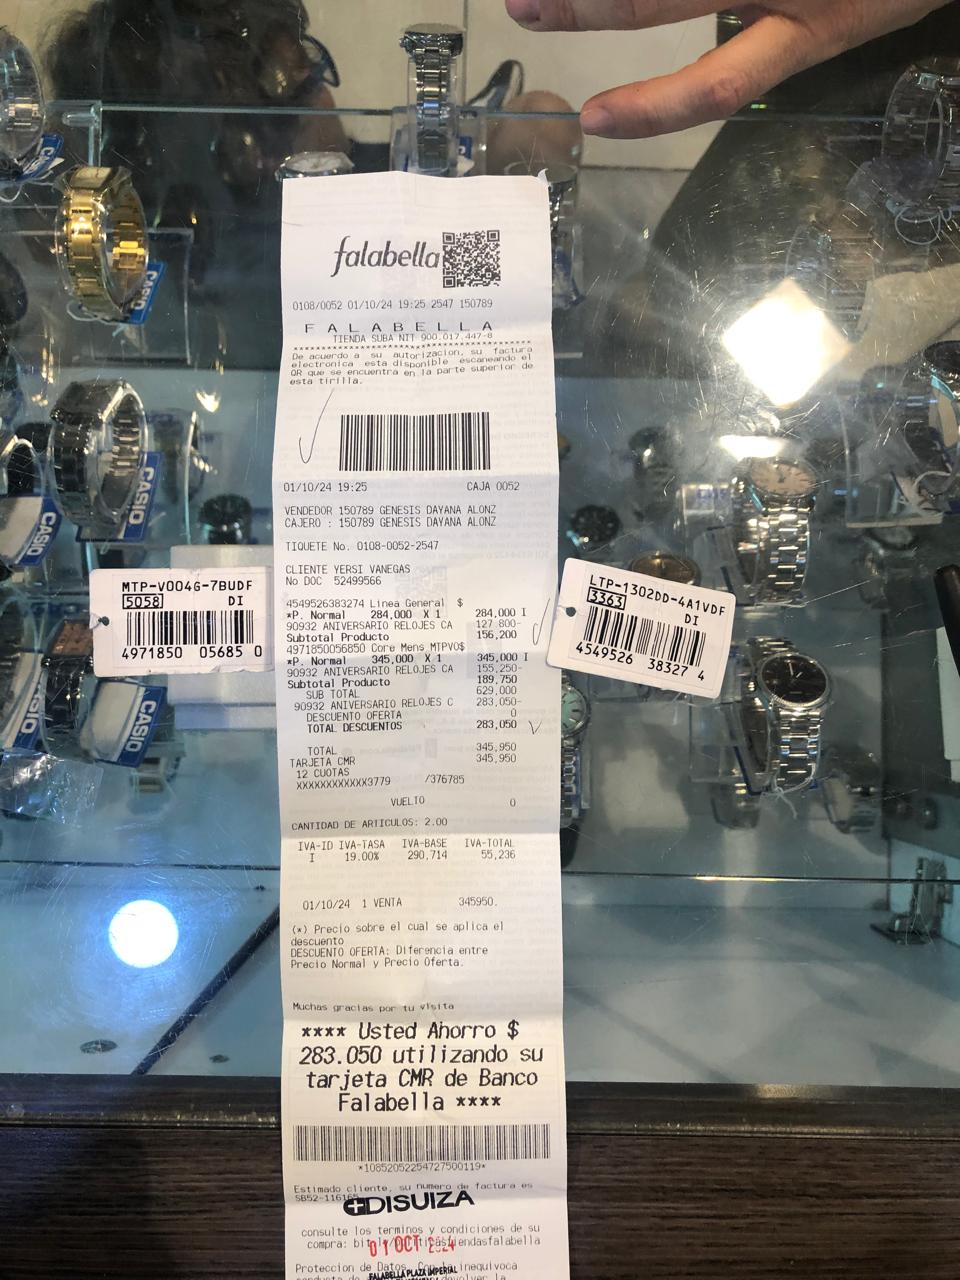 falabella
0108/0052 01/10/24 19:25 2547 150789
F A L A B E L L A
TIENDA SUBA NIT 900.017.447-8
De acuerdo a su autorizacion, su factura
electronica esta disponible escaneando el
QR que se encuentra en la parte superior de
esta tirilla.
01/10/24 19:25 CAJA 0052
VENDEDOR 150789 GENESIS DAYANA ALONZ
CAJERO : 150789 GENESIS DAYANA ALONZ
TIQUETE No. 0108-0052-2547
CLIENTE YERSI VANEGAS
No DOC 52499566
4549526383274 Linea General $
*P. Normal 284,000 X 1 284,000 I
90932 ANIVERSARIO RELOJES CA 127 800-
Subtotal Producto 156,200
4971850056850 Core Mens MTPVO$
*P. Normal 345,000 X 1 345,000 I
90932 ANIVERSARIO RELOJES CA 155,250-
Subtotal Producto 189,750
SUB TOTAL 629,000
90932 ANIVERSARIO RELOJES C 283,050-
DESCUENTO OFERTA 0
TOTAL DESCUENTOS 283,050
TOTAL 345,950
TARJETA CMR 345,950
12 CUOTAS
XXXXXXXXXXXX3779 /376785
VUELTO 0
CANTIDAD DE ARTICULOS: 2.00
IVA-ID IVA-TASA IVA-BASE IVA-TOTAL
I 19.00% 290,714 55,236
01/10/24 1 VENTA 345950.
(*) Precio sobre el cual se aplica el
descuento
DESCUENTO OFERTA: Diferencia entre
Precio Normal y Precio Oferta.
Muchas gracias por tu visita
**** Usted Ahorro $
283.050 utilizando su
tarjeta CMR de Banco
Falabella ****
*10852052254727500119*
Estimado cliente, su numero de factura es
DISUIZA
consulte los terminos y condiciones de su
compra:
01 OCT 2024
FALABELLA PLAZA IMPERIAL
Proteccion de Datos. inequivoca
MTP-V004G-7BUDF
5058 DI
4971850 05685 0
LTP-1302DD-4A1VDF
3363
DI
4549526 38327 4
CASIO
CASIO
CASIO
CASIO
CASIO